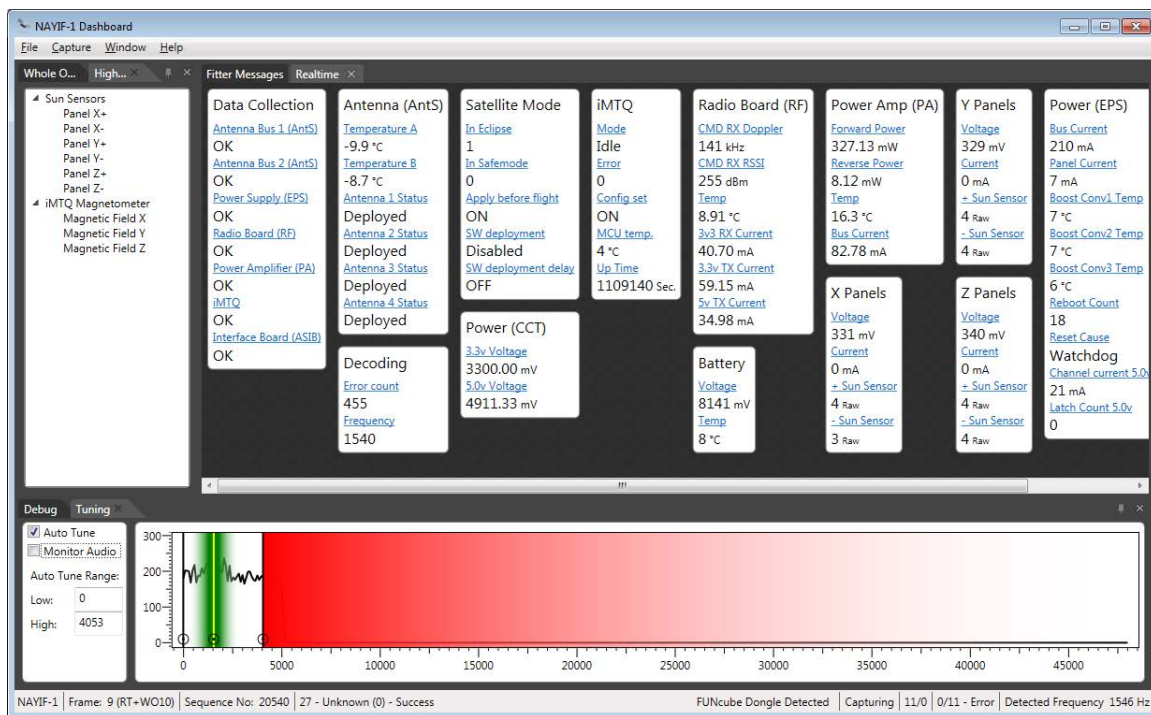 NAYIF-1 Dashboard
File Capture Window Help
Whole O... High...
Fitter Messages Realtime
Sun Sensors
Panel X+
Panel X-
Panel Y+
Panel Y-
Panel Z+
Panel Z-
iMTQ Magnetometer
Magnetic Field X
Magnetic Field Y
Magnetic Field Z
Data Collection
Antenna Bus 1 (AntS)
OK
Antenna Bus 2 (AntS)
OK
Power Supply (EPS)
OK
Radio Board (RF)
OK
Power Amplifier (PA)
OK
iMTQ
OK
Interface Board (ASIB)
OK
Antenna (AntS)
Temperature A
-9.9 °C
Temperature B
-8.7 °C
Antenna 1 Status
Deployed
Antenna 2 Status
Deployed
Antenna 3 Status
Deployed
Antenna 4 Status
Deployed
Decoding
Error count
455
Frequency
1540
Satellite Mode
In Eclipse
1
In Safemode
0
Apply before flight
ON
SW deployment
Disabled
SW deployment delay
OFF
Power (CCT)
3.3v Voltage
3300.00 mV
5.0v Voltage
4911.33 mV
iMTQ
Mode
Idle
Error
0
Config set
ON
MCU temp.
4 °C
Up Time
1109140 Sec.
Radio Board (RF)
CMD RX Doppler
141 kHz
CMD RX RSSI
255 dBm
Temp
8.91 °C
3v3 RX Current
40.70 mA
3.3v TX Current
59.15 mA
5v TX Current
34.98 mA
Battery
Voltage
8141 mV
Temp
8 °C
Power Amp (PA)
Forward Power
327.13 mW
Reverse Power
8.12 mW
Temp
16.3 °C
Bus Current
82.78 mA
X Panels
Voltage
331 mV
Current
0 mA
+ Sun Sensor
4 Raw
- Sun Sensor
3 Raw
Y Panels
Voltage
329 mV
Current
0 mA
+ Sun Sensor
4 Raw
- Sun Sensor
4 Raw
Z Panels
Voltage
340 mV
Current
0 mA
+ Sun Sensor
4 Raw
- Sun Sensor
4 Raw
Power (EPS)
Bus Current
210 mA
Panel Current
7 mA
Boost Conv1 Temp
7 °C
Boost Conv2 Temp
7 °C
Boost Conv3 Temp
6 °C
Reboot Count
18
Reset Cause
Watchdog
Channel current 5.0v
21 mA
Latch Count 5.0v
0
Debug Tuning
Auto Tune
Monitor Audio
Auto Tune Range:
Low: 0
High: 4053
300
200
100
0
0 5000 10000 15000 20000 25000 30000 35000 40000 45000
NAYIF-1 Frame: 9 (RT+WO10) Sequence No: 20540 27 - Unknown (0) - Success FUNcube Dongle Detected Capturing 11/0 0/11 - Error Detected Frequency 1546 Hz